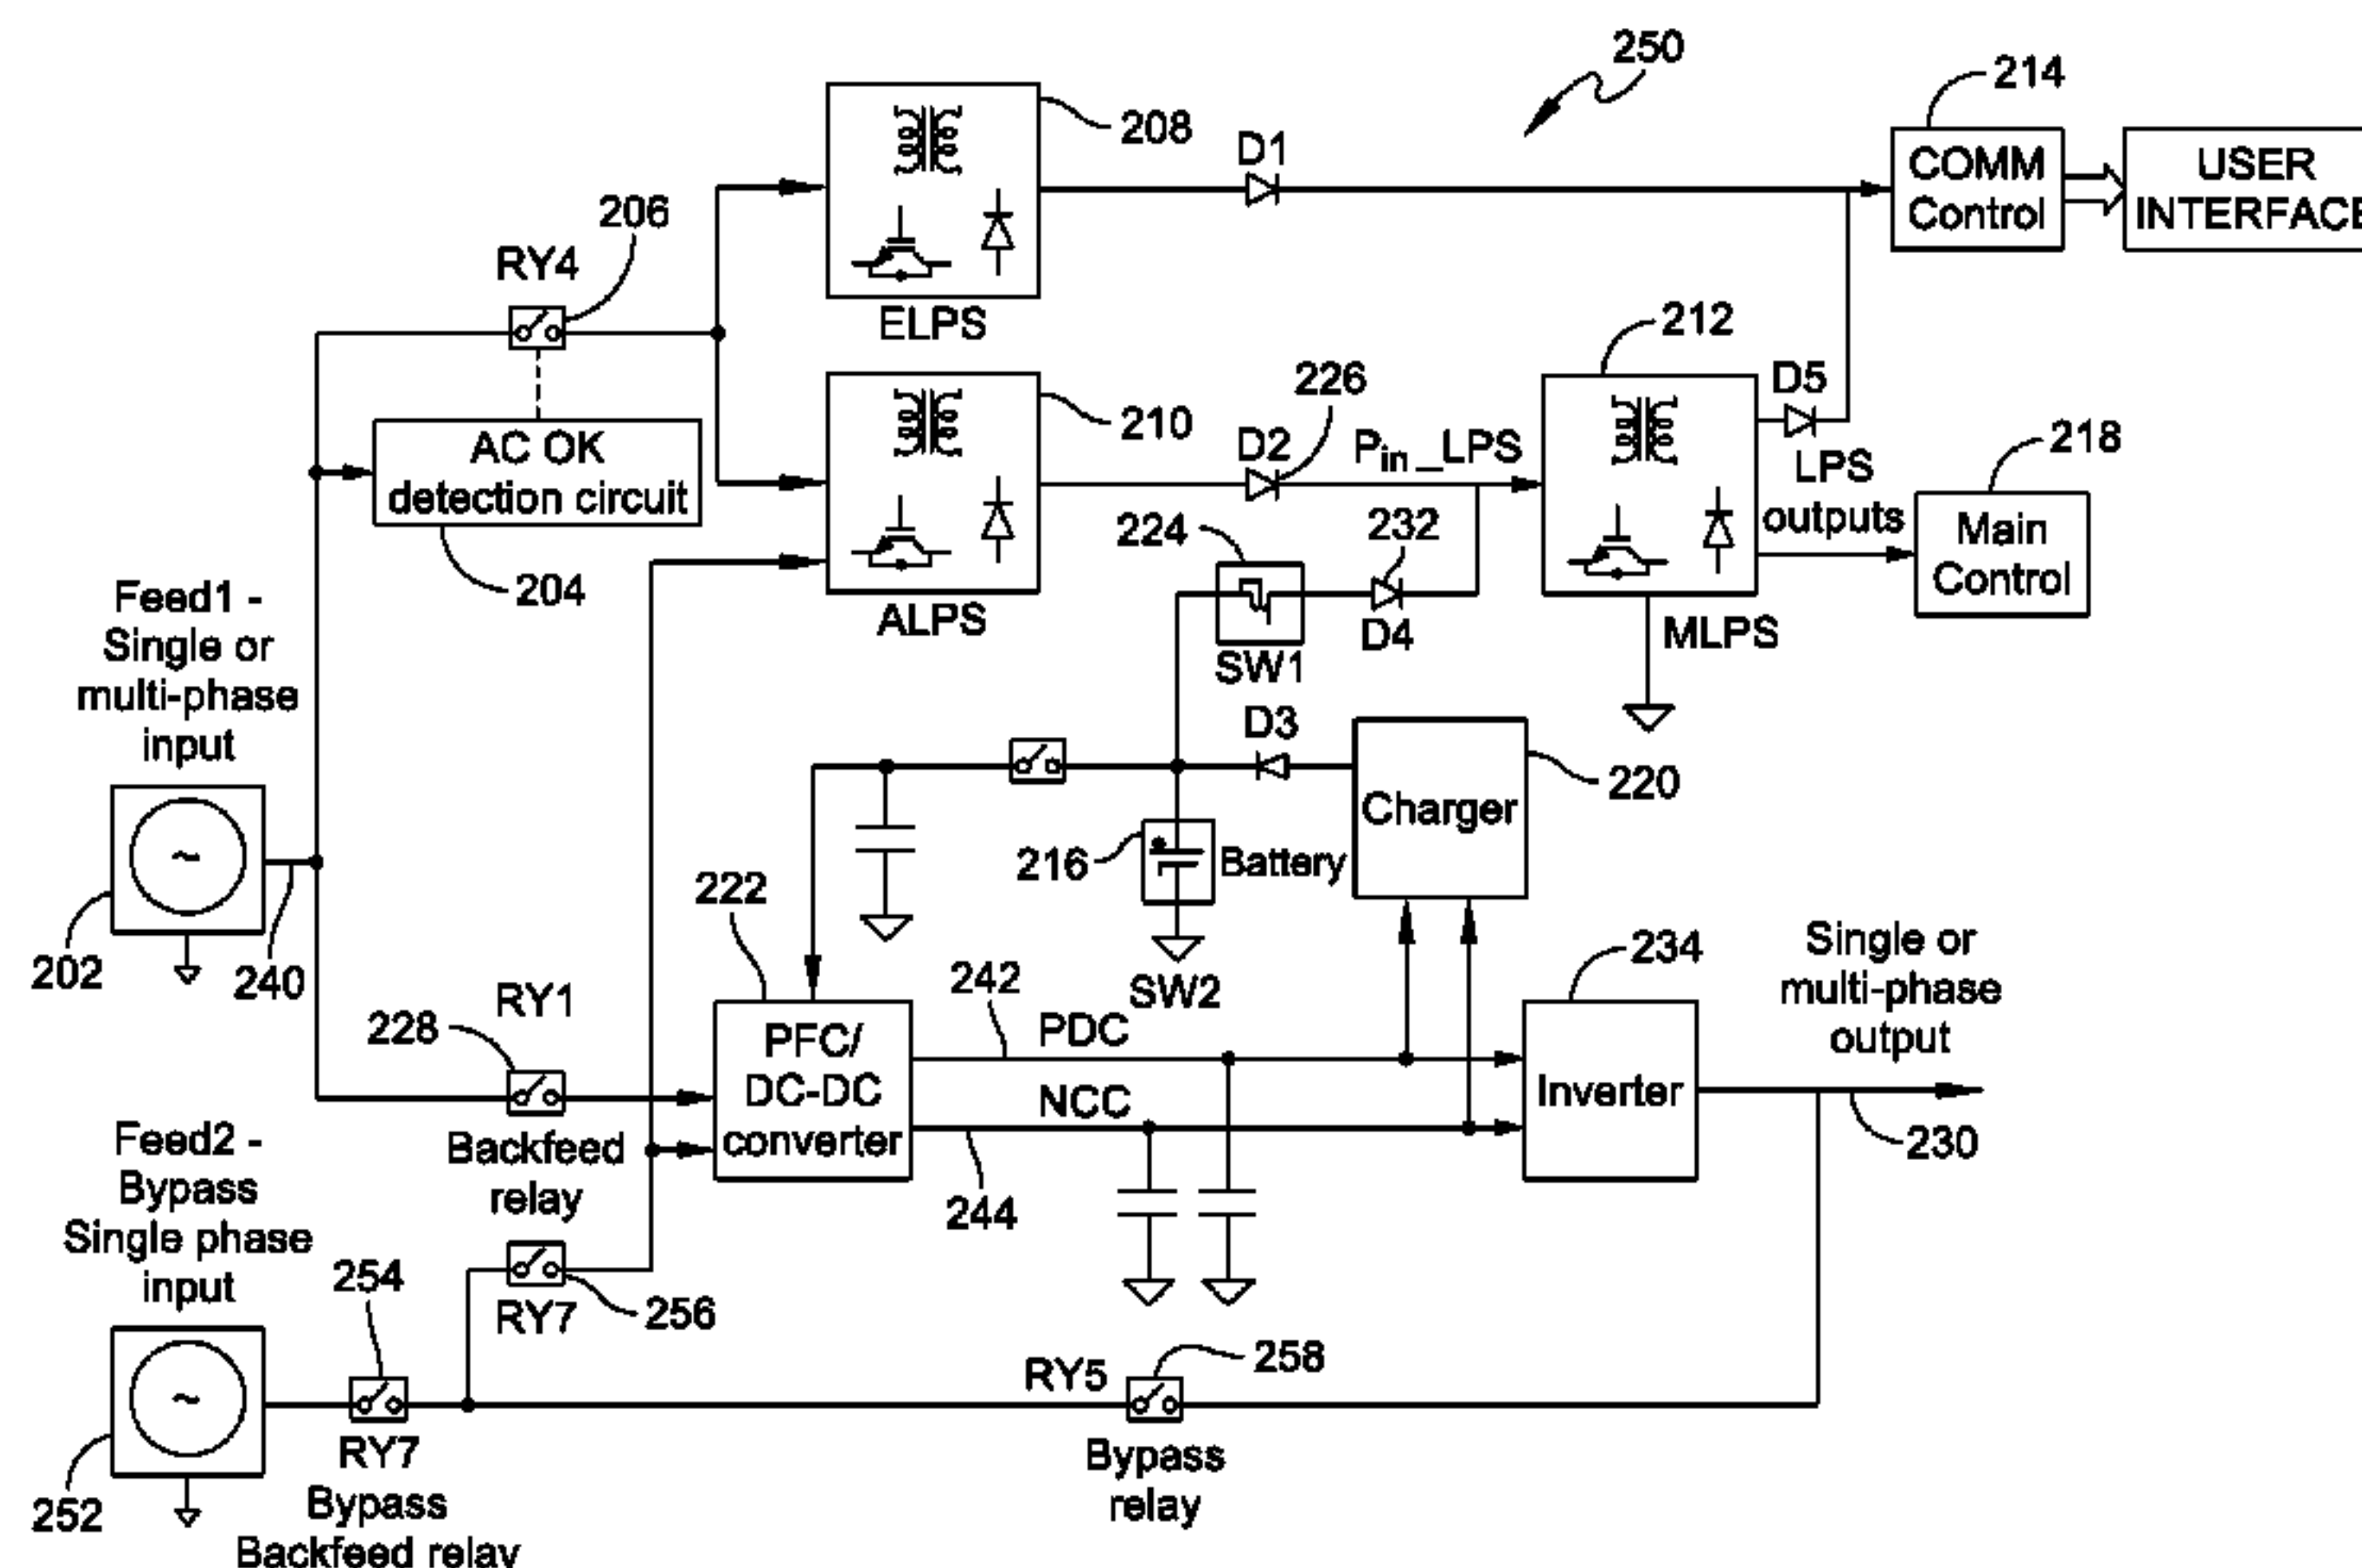 250
214
208
D1
COMM
Control
USER
INTERFACE
206
RY4
ELPS
212
226
D5
210
D2
Pin_LPS
218
AC OK
detection circuit
LPS
outputs
224
232
Main
Control
204
Feed1 -
Single or
multi-phase
input
ALPS
SW1
D4
MLPS
D3
220
Charger
216
Battery
222
202
240
234
Single or
multi-phase
output
RY1
228
242
SW2
PDC
PFC/
DC-DC
converter
NCC
Inverter
Feed2 -
Bypass
Single phase
input
Backfeed
relay
244
230
254
RY7
256
RY5
258
RY7
Bypass
Backfeed relay
Bypass
relay
252
~
~